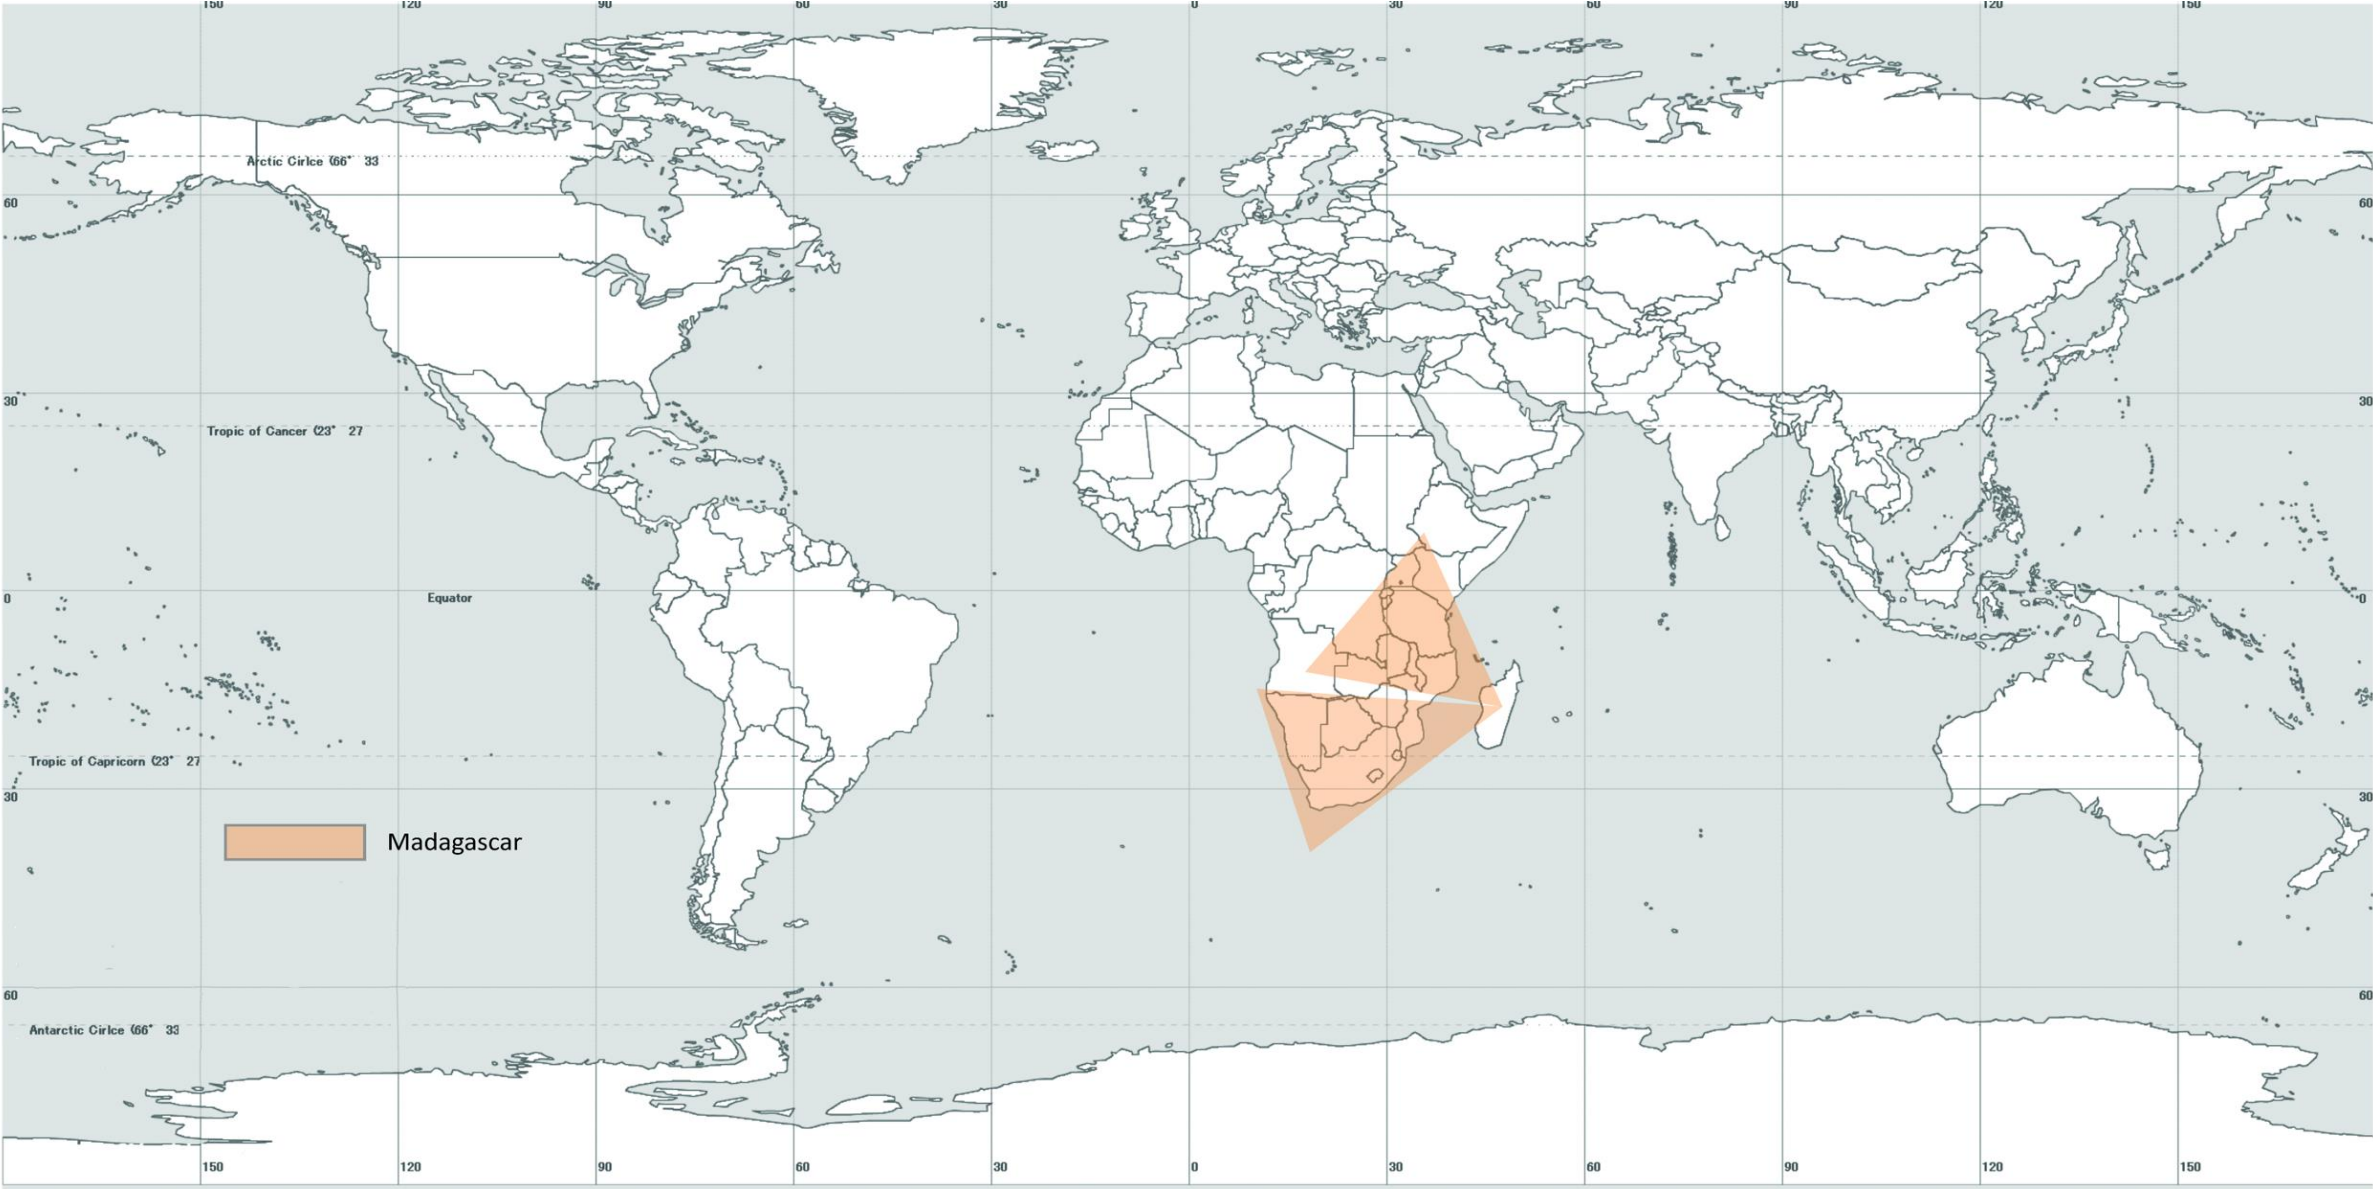 150 120 90 60 30 0 30 60 90 120 150
Arctic Cirlce (66° 33
60 60
30 30
Tropic of Cancer (23° 27
0 Equator 0
Tropic of Capricorn (23° 27
30 30
Madagascar
60 60
Antarctic Cirlce (66° 33
150 120 90 60 30 0 30 60 90 120 150